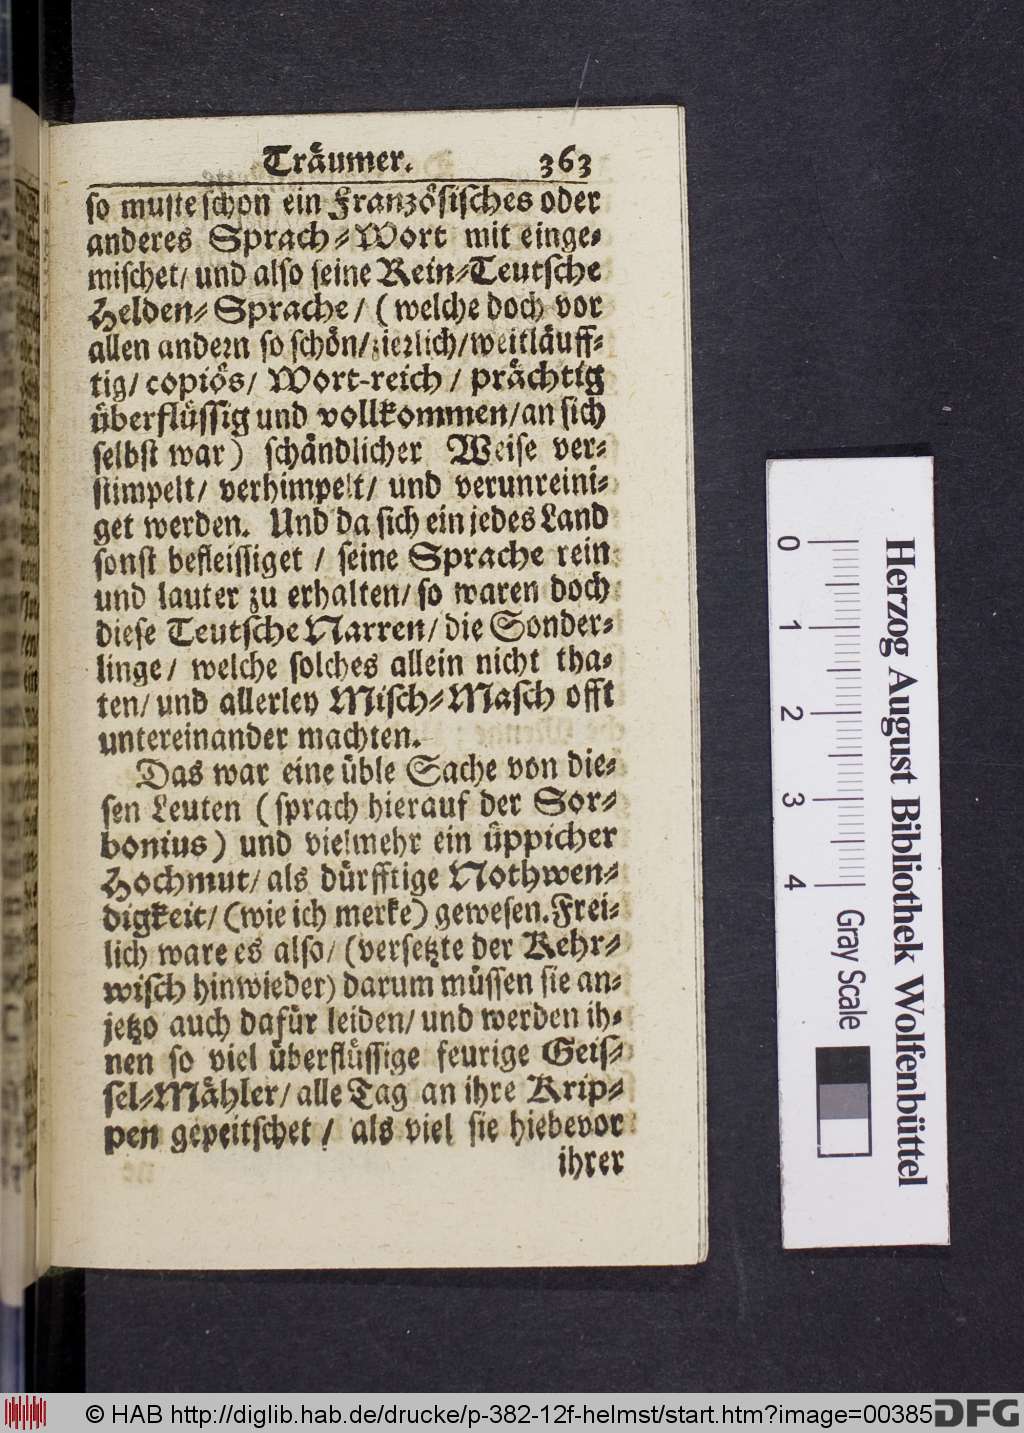 Träumer. 363
so muste schon ein Französisches oder
anderes Sprach-Wort mit einge-
mischet/ und also seine Rein-Teutsche
Helden-Sprache/ (welche doch vor
allen andern so schön/zierlich/weitläuff-
tig/ copiös/ Wort-reich/ prächtig
überflüssig und vollkommen/an sich
selbst war) schändlicher Weise ver-
stimpelt/ verhimpelt/ und verunreini-
get werden. Und da sich ein jedes Land
sonst befleissiget / seine Sprache rein
und lauter zu erhalten/ so waren doch
diese Teutsche Narren/ die Sonder-
linge/ welche solches allein nicht tha-
ten/ und allerley Misch-Masch offt
untereinander machten.
Das war eine üble Sache von die-
sen Leuten (sprach hierauf der Sor-
bonius) und vielmehr ein üppicher
Hochmut/ als dürfftige Nothwen-
digkeit/ (wie ich merke) gewesen. Frei-
lich ware es also/ (versetzte der Kehr-
wisch hinwieder) darum müssen sie an-
jetzo auch dafür leiden/ und werden ih-
nen so viel überflüssige feurige Geis-
sel-Mähler/ alle Tag an ihre Krip-
pen gepeitschet / als viel sie hiebevor
ihrer
0 1 2 3 4
Gray Scale
Herzog August Bibliothek Wolfenbüttel
© HAB http://diglib.hab.de/drucke/p-382-12f-helmst/start.htm?image=00385
DFG